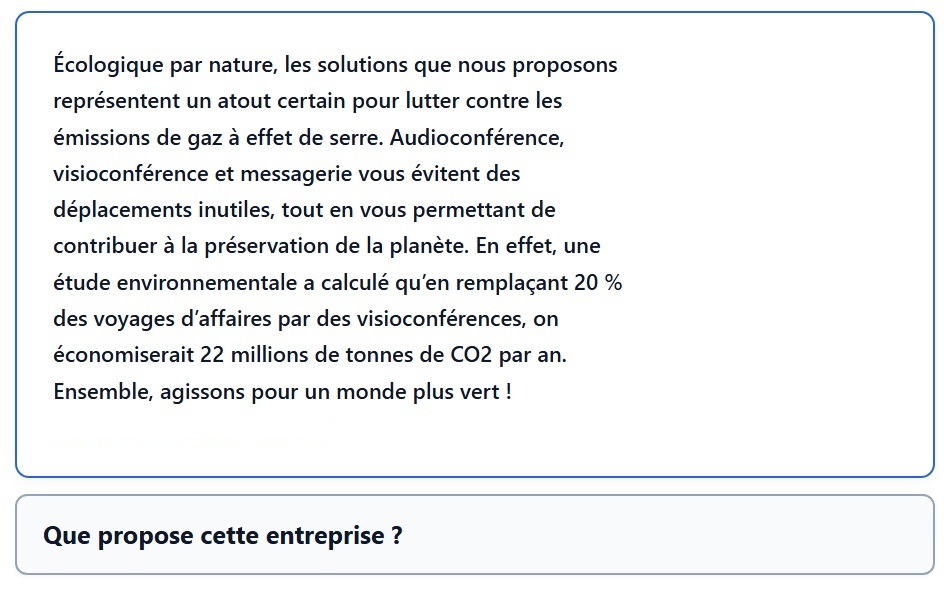 Écologique par nature, les solutions que nous proposons
représentent un atout certain pour lutter contre les
émissions de gaz à effet de serre. Audioconférence,
visioconférence et messagerie vous évitent des
déplacements inutiles, tout en vous permettant de
contribuer à la préservation de la planète. En effet, une
étude environnementale a calculé qu’en remplaçant 20 %
des voyages d’affaires par des visioconférences, on
économiserait 22 millions de tonnes de CO2 par an.
Ensemble, agissons pour un monde plus vert !
Que propose cette entreprise ?